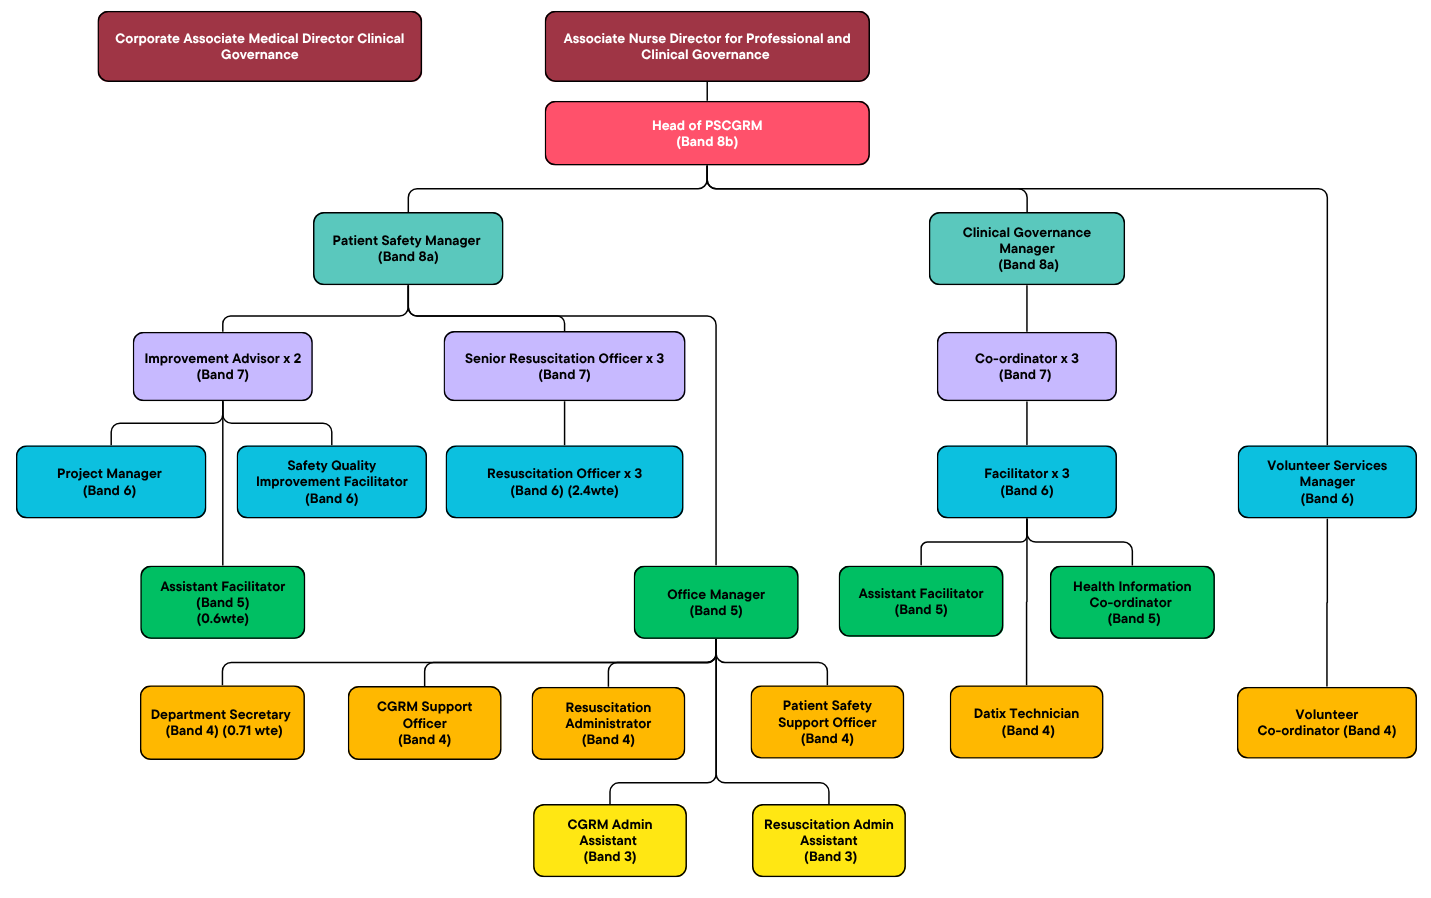 Corporate Associate Medical Director Clinical
Governance
Associate Nurse Director for Professional and
Clinical Governance
Head of PSCGRM
(Band 8b)
Patient Safety Manager
(Band 8a)
Clinical Governance
Manager
(Band 8a)
Improvement Advisor x 2
(Band 7)
Senior Resuscitation Officer x 3
(Band 7)
Co-ordinator x 3
(Band 7)
Project Manager
(Band 6)
Safety Quality
Improvement Facilitator
(Band 6)
Resuscitation Officer x 3
(Band 6) (2.4wte)
Facilitator x 3
(Band 6)
Volunteer Services
Manager
(Band 6)
Assistant Facilitator
(Band 5)
(0.6wte)
Office Manager
(Band 5)
Assistant Facilitator
(Band 5)
Health Information
Co-ordinator
(Band 5)
Department Secretary
(Band 4) (0.71 wte)
CGRM Support
Officer
(Band 4)
Resuscitation
Administrator
(Band 4)
Patient Safety
Support Officer
(Band 4)
Datix Technician
(Band 4)
Volunteer
Co-ordinator (Band 4)
CGRM Admin
Assistant
(Band 3)
Resuscitation Admin
Assistant
(Band 3)